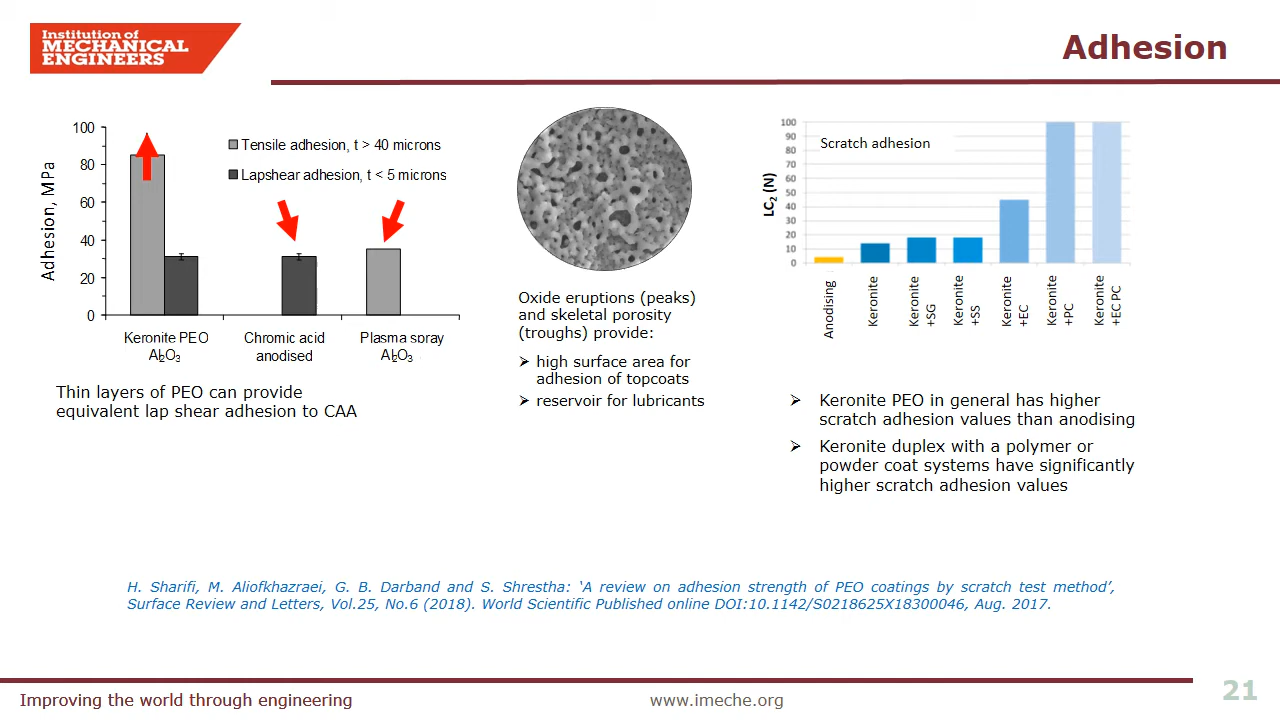 Institution of
MECHANICAL
ENGINEERS
Adhesion
100
80
60
40
20
0
Adhesion, MPa
Tensile adhesion, t > 40 microns
Lapshear adhesion, t < 5 microns
Keronite PEO
Al₂O₃
Chromic acid
anodised
Plasma spray
Al₂O₃
Thin layers of PEO can provide
equivalent lap shear adhesion to CAA
Oxide eruptions (peaks)
and skeletal porosity
(troughs) provide:
➢ high surface area for
adhesion of topcoats
➢ reservoir for lubricants
Scratch adhesion
LC₂ (N)
100
90
80
70
60
50
40
30
20
10
0
Anodising
Keronite
Keronite
+SG
Keronite
+SS
Keronite
+EC
Keronite
+PC
Keronite
+EC PC
➢ Keronite PEO in general has higher
scratch adhesion values than anodising
➢ Keronite duplex with a polymer or
powder coat systems have significantly
higher scratch adhesion values
H. Sharifi, M. Aliofkhazraei, G. B. Darband and S. Shrestha: ‘A review on adhesion strength of PEO coatings by scratch test method’,
Surface Review and Letters, Vol.25, No.6 (2018). World Scientific Published online DOI:10.1142/S0218625X18300046, Aug. 2017.
Improving the world through engineering
www.imeche.org
21